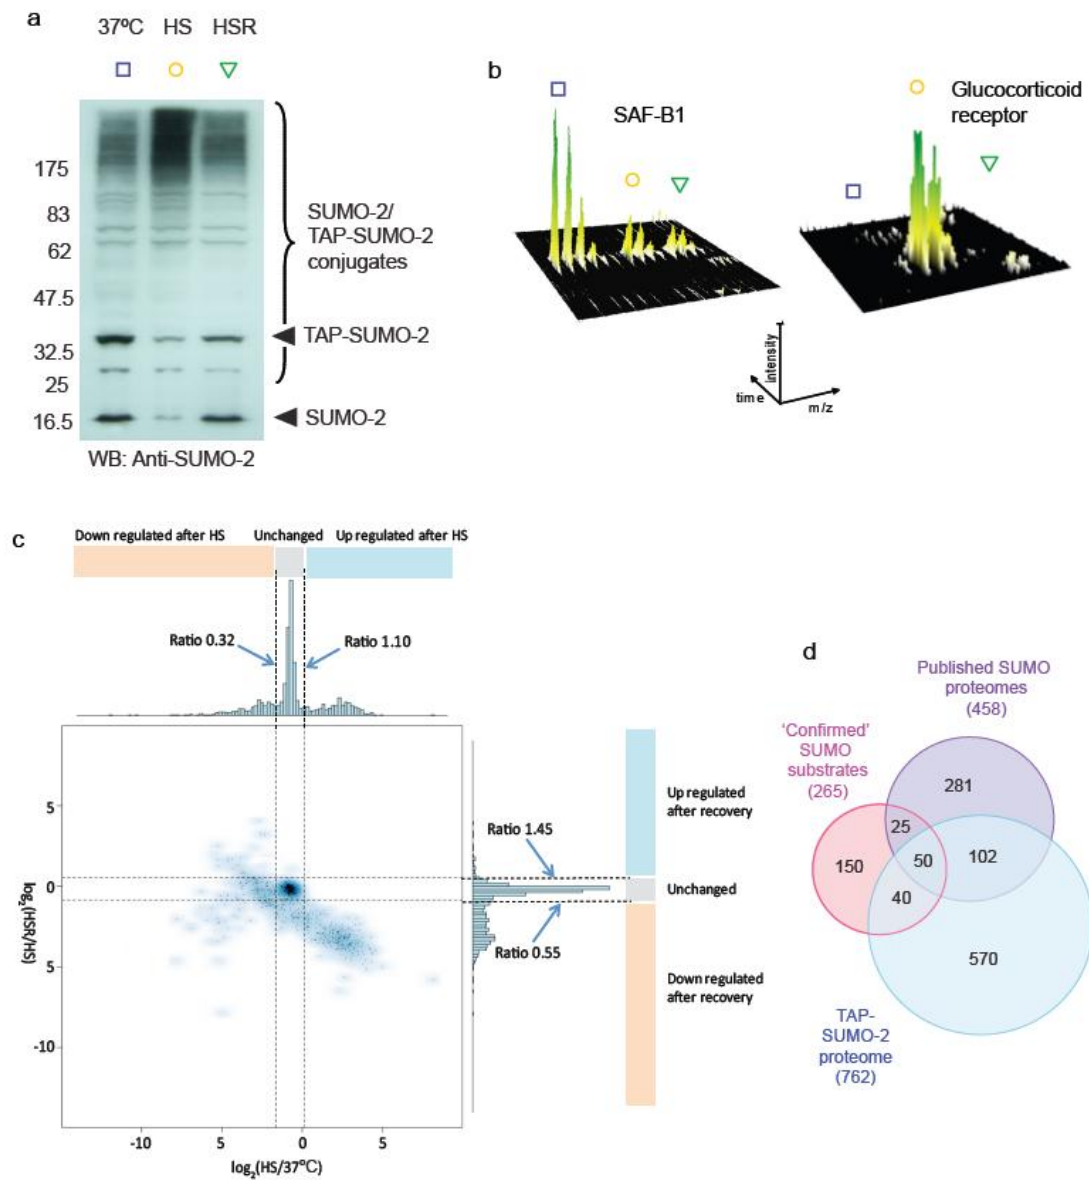 a
37ºC HS HSR
175
83
62
47.5
32.5
25
16.5
SUMO-2/
TAP-SUMO-2
conjugates
TAP-SUMO-2
SUMO-2
WB: Anti-SUMO-2
b
SAF-B1
Glucocorticoid
receptor
intensity
time
m/z
c
Down regulated after HS Unchanged Up regulated after HS
Ratio 0.32
Ratio 1.10
5
0
5
-10
log2(HSR/HS)
-10 5 0 5
log2(HS/37ºC)
Ratio 1.45
Ratio 0.55
Up regulated
after recovery
Unchanged
Down regulated
after recovery
d
Published SUMO
proteomes
(458)
'Confirmed'
SUMO
substrates
(265)
281
25
150
50
102
40
570
TAP-
SUMO-2
proteome
(762)